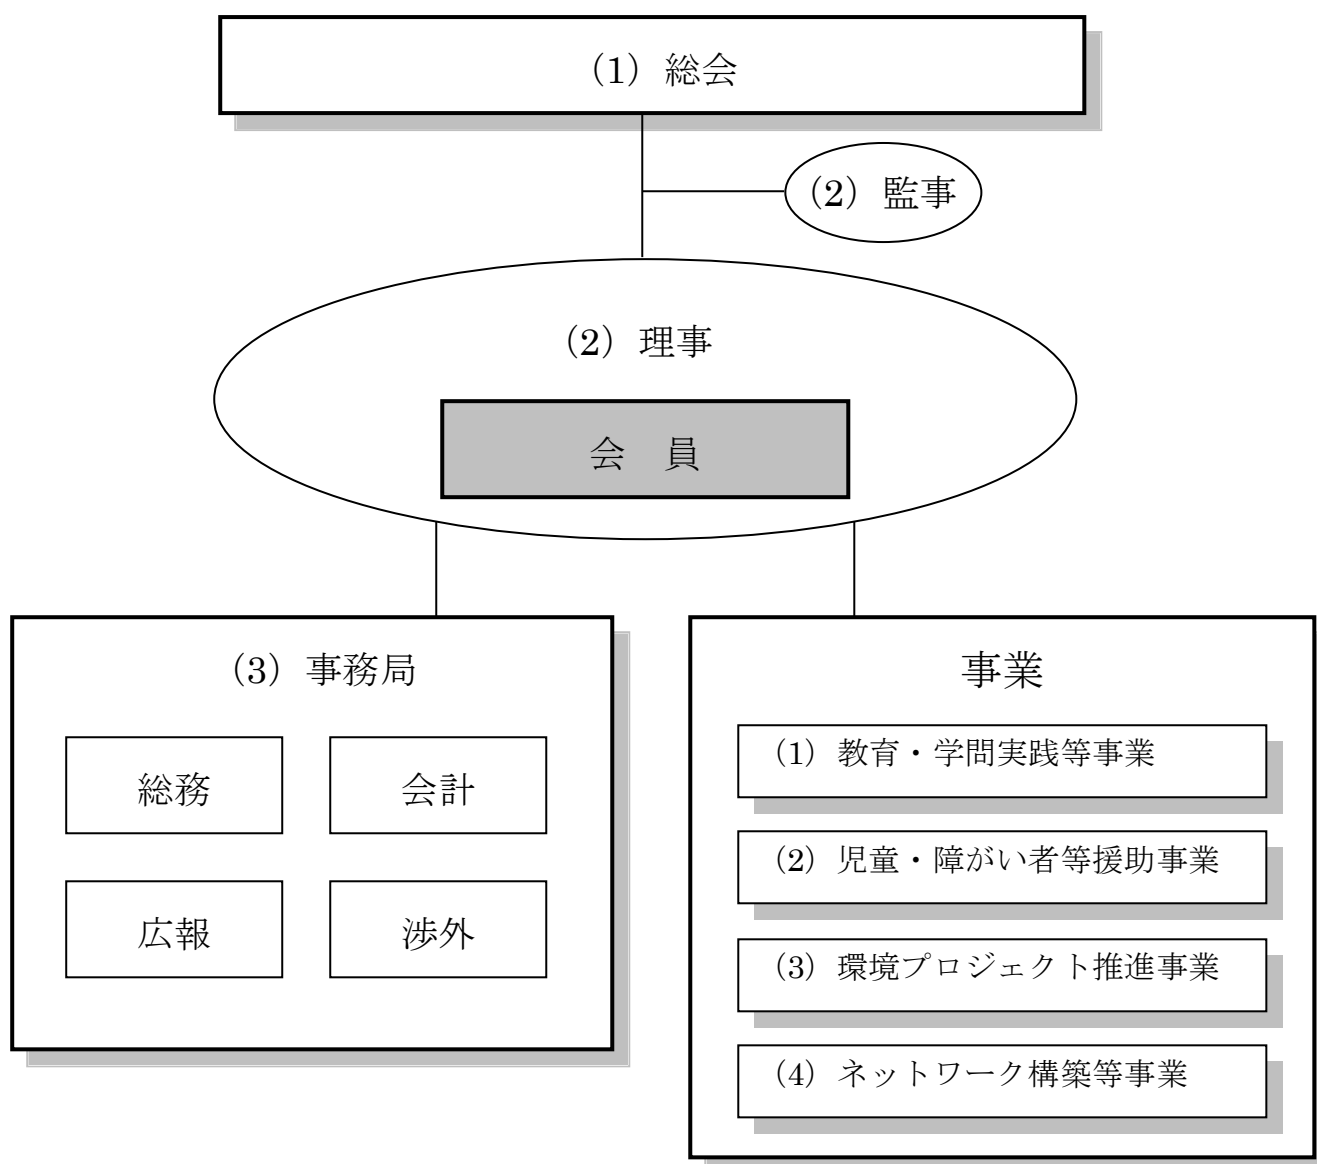 （1）総会
（2）監事
（2）理事
会　員
（3）事務局
総務
会計
広報
渉外
事業
（1）教育・学問実践等事業
（2）児童・障がい者等援助事業
（3）環境プロジェクト推進事業
（4）ネットワーク構築等事業